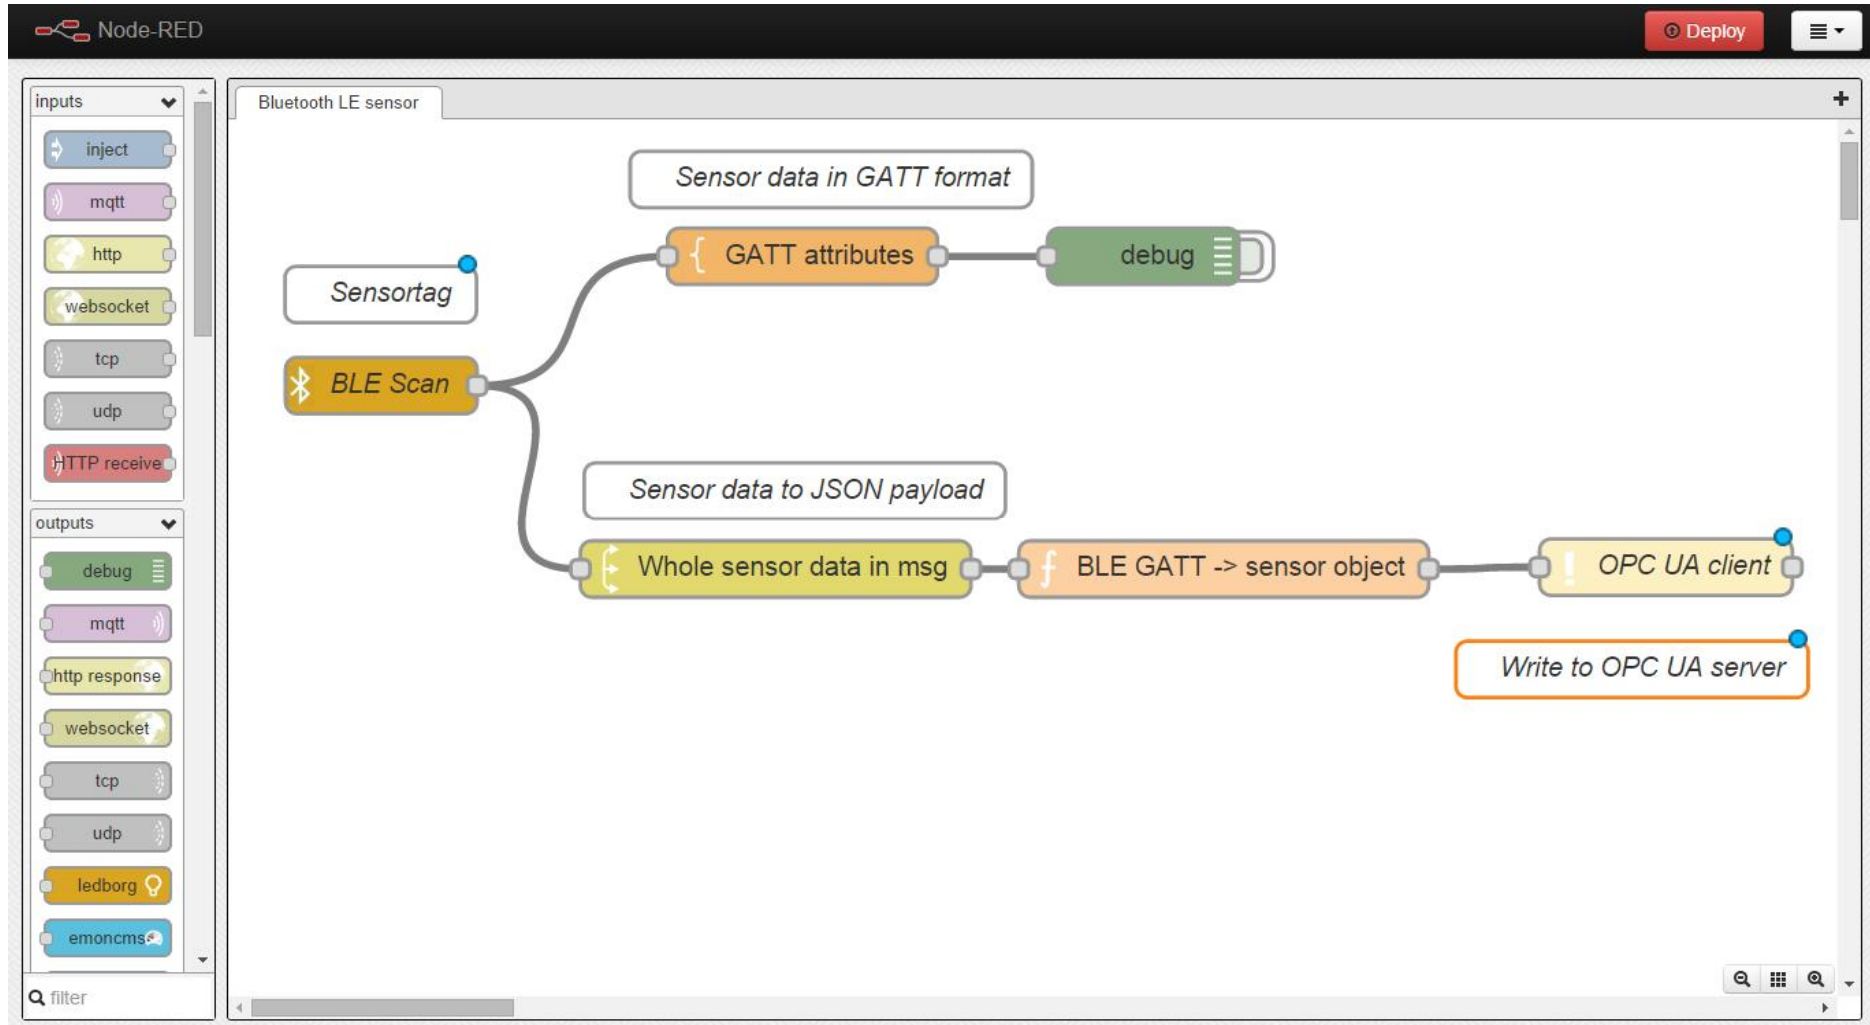 Node-RED
Deploy
inputs
inject
mqtt
http
websocket
tcp
udp
HTTP receive
outputs
debug
mqtt
http response
websocket
tcp
udp
ledborg
emoncms
filter
Bluetooth LE sensor
Sensor data in GATT format
GATT attributes
debug
Sensortag
BLE Scan
Sensor data to JSON payload
Whole sensor data in msg
BLE GATT -> sensor object
OPC UA client
Write to OPC UA server